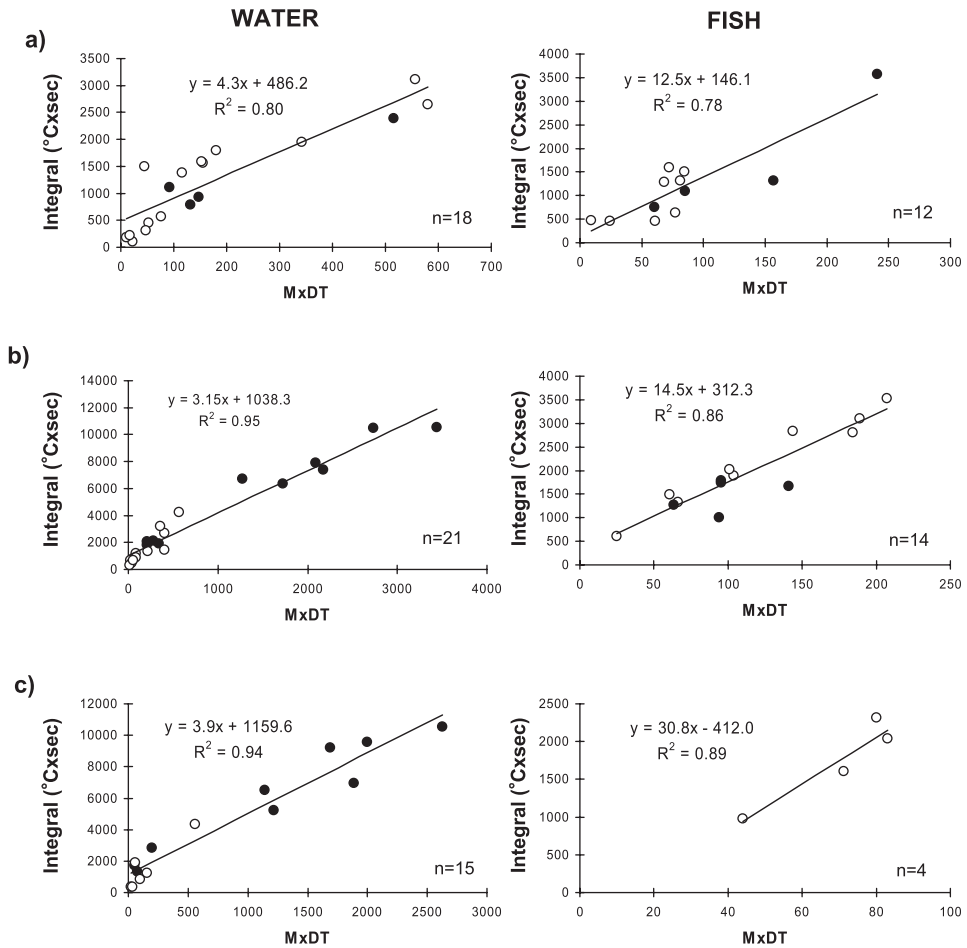 WATER
FISH
a)
Integral (°Cxsec)
3500
3000
2500
2000
1500
1000
500
0
y = 4.3x + 486.2
R² = 0.80
n=18
0 100 200 300 400 500 600 700
MxDT
Integral (°Cxsec)
4000
3500
3000
2500
2000
1500
1000
500
0
y = 12.5x + 146.1
R² = 0.78
n=12
0 50 100 150 200 250 300
MxDT
b)
Integral (°Cxsec)
14000
12000
10000
8000
6000
4000
2000
0
y = 3.15x + 1038.3
R² = 0.95
n=21
0 1000 2000 3000 4000
MxDT
Integral (°Cxsec)
4000
3500
3000
2500
2000
1500
1000
500
0
y = 14.5x + 312.3
R² = 0.86
n=14
0 50 100 150 200 250
MxDT
c)
Integral (°Cxsec)
12000
10000
8000
6000
4000
2000
0
y = 3.9x + 1159.6
R² = 0.94
n=15
0 500 1000 1500 2000 2500 3000
MxDT
Integral (°Cxsec)
2500
2000
1500
1000
500
0
y = 30.8x - 412.0
R² = 0.89
n=4
0 20 40 60 80 100
MxDT